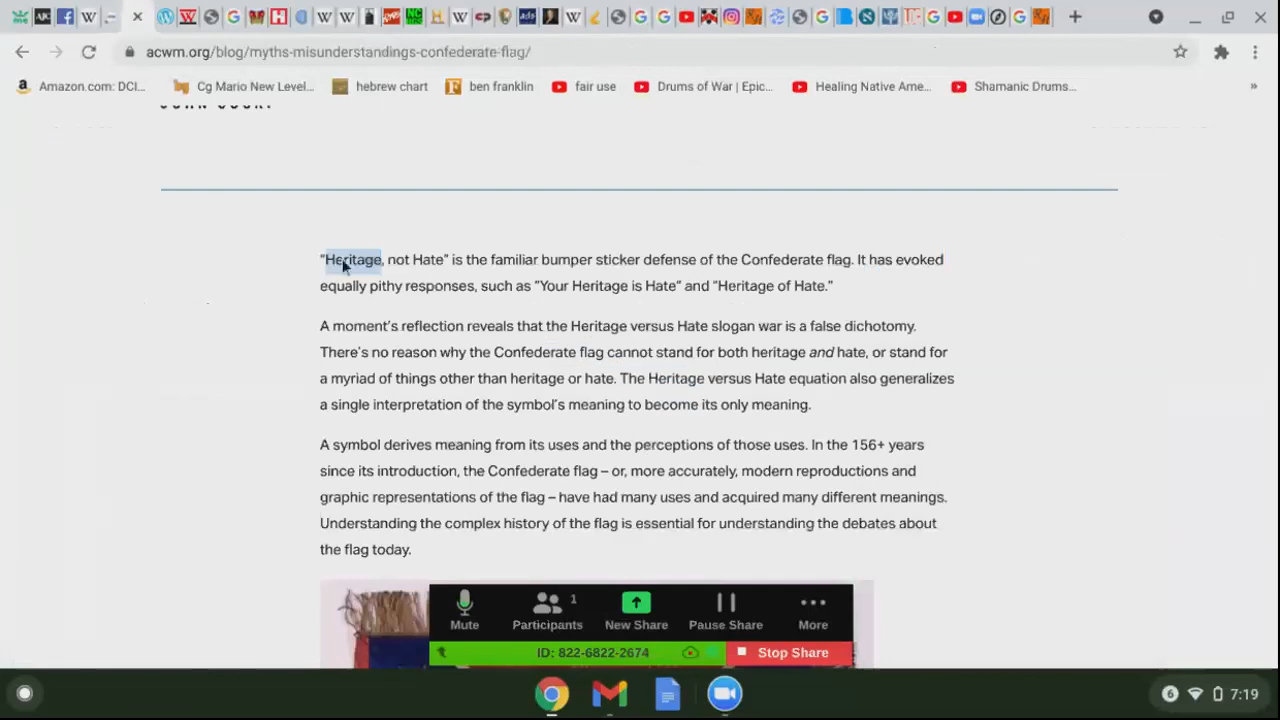 acwm.org/blog/myths-misunderstandings-confederate-flag/
Amazon.com: DCI... Cg Mario New Level... hebrew chart ben franklin fair use Drums of War | Epic... Healing Native Ame... Shamanic Drums... »
"Heritage, not Hate" is the familiar bumper sticker defense of the Confederate flag. It has evoked
equally pithy responses, such as "Your Heritage is Hate" and "Heritage of Hate."
A moment's reflection reveals that the Heritage versus Hate slogan war is a false dichotomy.
There's no reason why the Confederate flag cannot stand for both heritage and hate, or stand for
a myriad of things other than heritage or hate. The Heritage versus Hate equation also generalizes
a single interpretation of the symbol's meaning to become its only meaning.
A symbol derives meaning from its uses and the perceptions of those uses. In the 156+ years
since its introduction, the Confederate flag – or, more accurately, modern reproductions and
graphic representations of the flag – have had many uses and acquired many different meanings.
Understanding the complex history of the flag is essential for understanding the debates about
the flag today.
1
Mute Participants New Share Pause Share More
ID: 822-6822-2674 Stop Share
6 7:19